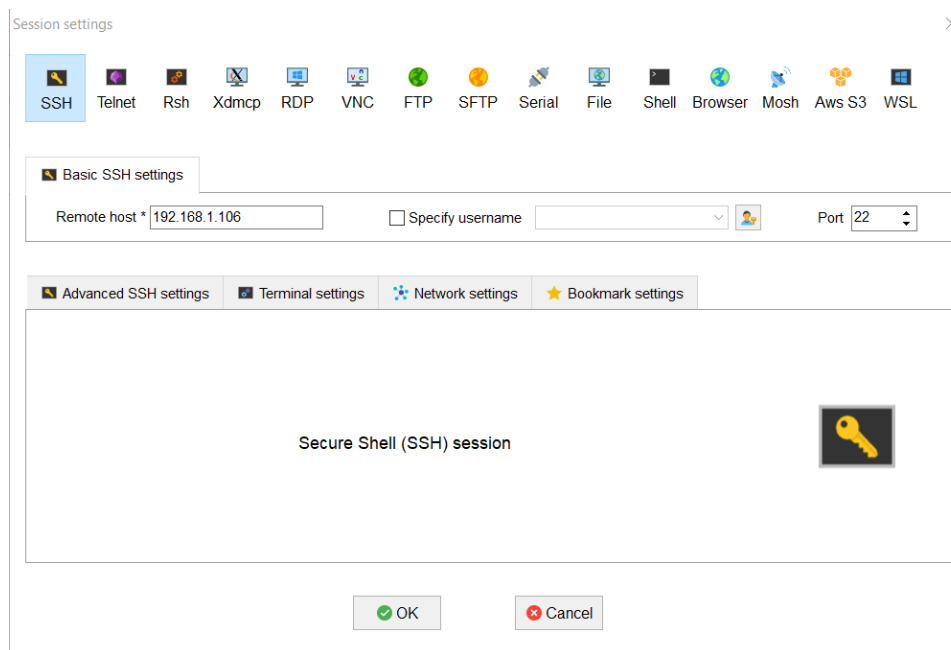 Session settings
SSH Telnet Rsh Xdmcp RDP VNC FTP SFTP Serial File Shell Browser Mosh Aws S3 WSL
Basic SSH settings
Remote host * 192.168.1.106 Specify username Port 22
Advanced SSH settings Terminal settings Network settings Bookmark settings
Secure Shell (SSH) session
OK Cancel